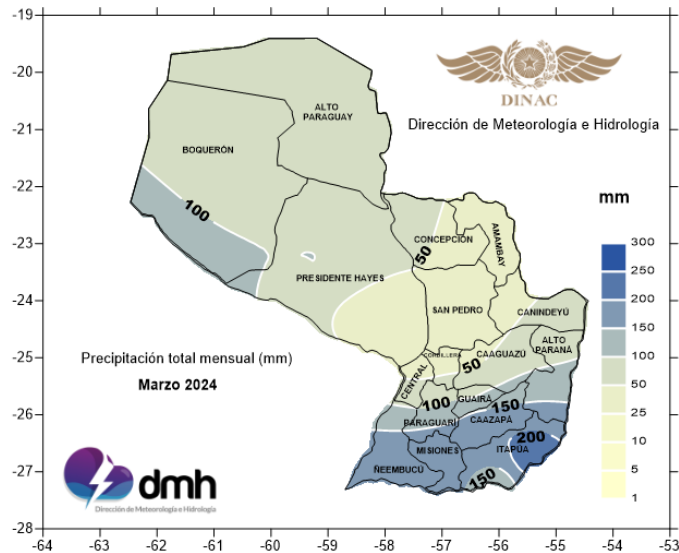 -19
-20
-21
-22
-23
-24
-25
-26
-27
-28
-64
-63
-62
-61
-60
-59
-58
-57
-56
-55
-54
-53
DINAC
Dirección de Meteorología e Hidrología
ALTO
PARAGUAY
BOQUERÓN
100
PRESIDENTE HAYES
50
CONCEPCIÓN
AMAMBAY
SAN PEDRO
CANINDEYÚ
CORDILLERA
CAAGUAZÚ
ALTO
PARANÁ
CENTRAL
50
100
GUAIRÁ
150
PARAGUARÍ
CAAZAPÁ
200
MISIONES
ITAPÚA
ÑEEMBUCÚ
150
mm
300
250
200
150
100
50
25
10
5
1
Precipitación total mensual (mm)
Marzo 2024
dmh
Dirección de Meteorología e Hidrología